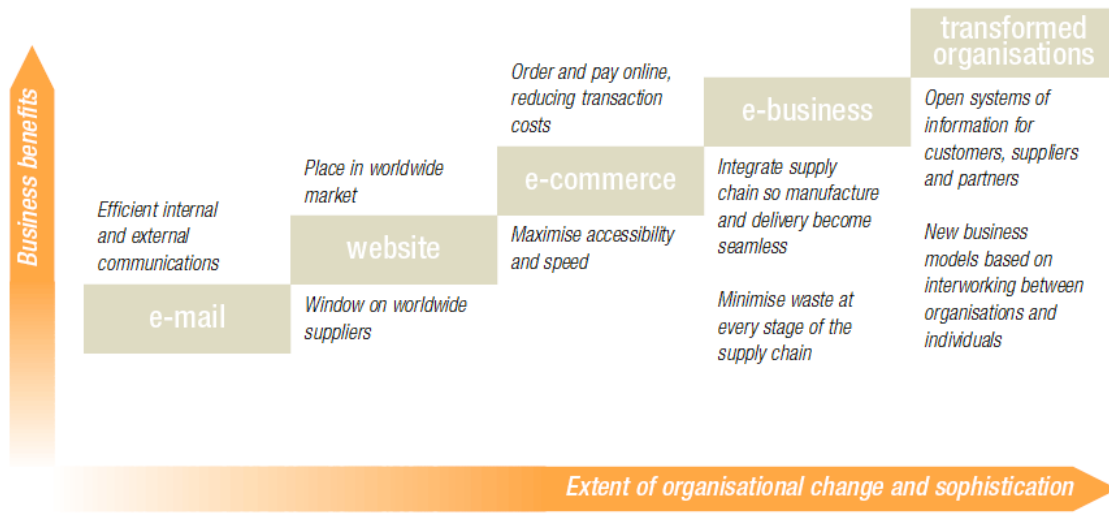 Business benefits
e-mail
Efficient internal
and external
communications
website
Place in worldwide
market
Window on worldwide
suppliers
e-commerce
Order and pay online,
reducing transaction
costs
Maximise accessibility
and speed
e-business
Integrate supply
chain so manufacture
and delivery become
seamless
Minimise waste at
every stage of the
supply chain
transformed
organisations
Open systems of
information for
customers, suppliers
and partners
New business
models based on
interworking between
organisations and
individuals
Extent of organisational change and sophistication